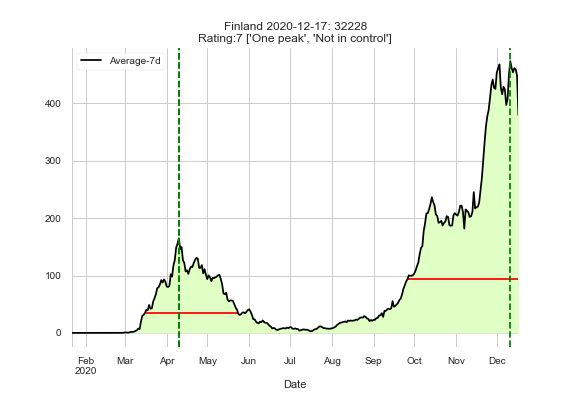 Finland 2020-12-17: 32228
Rating:7 ['One peak', 'Not in control']
Average-7d
400
300
200
100
0
Feb Mar Apr May Jun Jul Aug Sep Oct Nov Dec
2020
Date